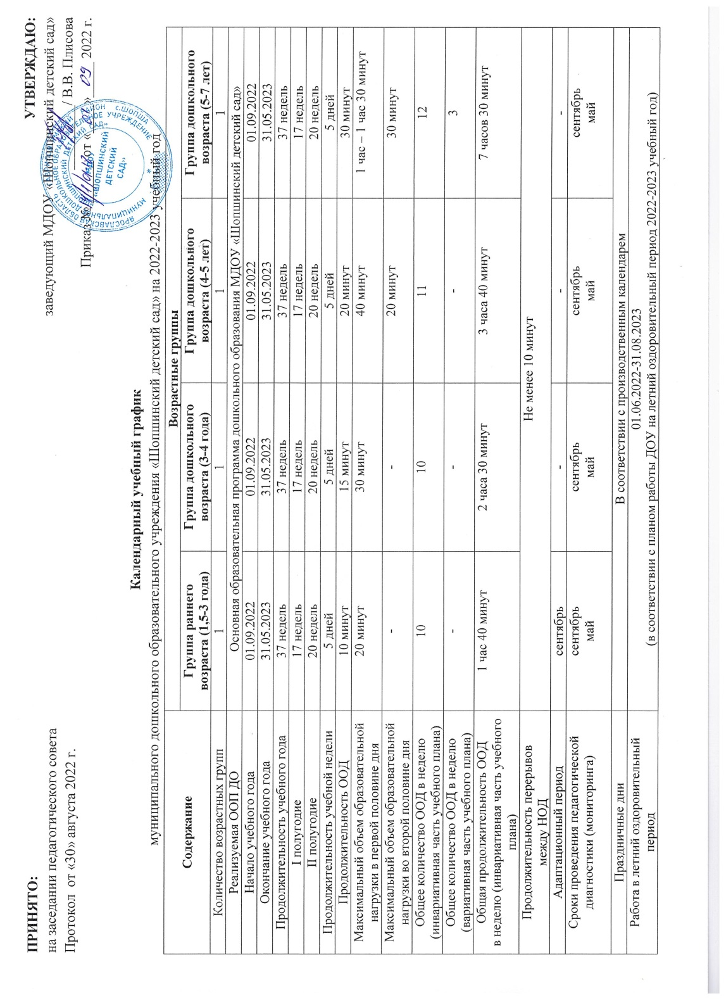 ПРИНЯТО:
на заседании педагогического совета
Протокол от «30» августа 2022 г.
УТВЕРЖДАЮ:
заведующий МДОУ «Шопшинский детский сад»
/ В.В. Плисова
Приказ № от « » 09 2022 г.
ЯРОСЛАВСКАЯ ОБЛАСТЬ РАЙОН с.ШОПША
МУНИЦИПАЛЬНОЕ ДОШКОЛЬНОЕ ОБРАЗОВАТЕЛЬНОЕ УЧРЕЖДЕНИЕ
«ШОПШИНСКИЙ ДЕТСКИЙ САД»
МДОУ
«ШОПШИНСКИЙ
ДЕТСКИЙ
САД»
Календарный учебный график
муниципального дошкольного образовательного учреждения «Шопшинский детский сад» на 2022-2023 учебный год
Содержание
Возрастные группы
Группа раннего
возраста (1,5-3 года)
Группа дошкольного
возраста (3-4 года)
Группа дошкольного
возраста (4-5 лет)
Группа дошкольного
возраста (5-7 лет)
Количество возрастных групп 1 1 1 1
Реализуемая ООП ДО Основная образовательная программа дошкольного образования МДОУ «Шопшинский детский сад»
Начало учебного года 01.09.2022 01.09.2022 01.09.2022 01.09.2022
Окончание учебного года 31.05.2023 31.05.2023 31.05.2023 31.05.2023
Продолжительность учебного года 37 недель 37 недель 37 недель 37 недель
I полугодие 17 недель 17 недель 17 недель 17 недель
II полугодие 20 недель 20 недель 20 недель 20 недель
Продолжительность учебной недели 5 дней 5 дней 5 дней 5 дней
Продолжительность ООД 10 минут 15 минут 20 минут 30 минут
Максимальный объем образовательной
нагрузки в первой половине дня
20 минут 30 минут 40 минут 1 час – 1 час 30 минут
Максимальный объем образовательной
нагрузки во второй половине дня
- - 20 минут 30 минут
Общее количество ООД в неделю
(инвариативная часть учебного плана)
10 10 11 12
Общее количество ООД в неделю
(вариативная часть учебного плана)
- - - 3
Общая продолжительность ООД
в неделю (инвариативная часть учебного
плана)
1 час 40 минут 2 часа 30 минут 3 часа 40 минут 7 часов 30 минут
Продолжительность перерывов
между НОД
Не менее 10 минут
Адаптационный период сентябрь - - -
Сроки проведения педагогической
диагностики (мониторинга)
сентябрь сентябрь сентябрь сентябрь
май май май май
Праздничные дни В соответствии с производственным календарем
Работа в летний оздоровительный
период
01.06.2022-31.08.2023
(в соответствии с планом работы ДОУ на летний оздоровительный период 2022-2023 учебный год)